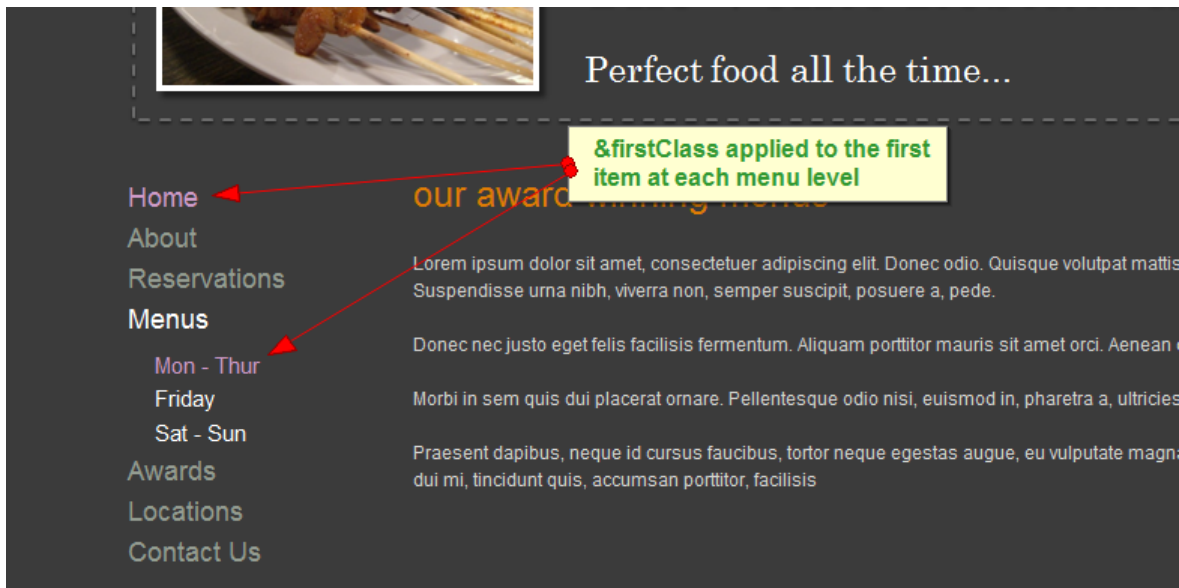 Perfect food all the time...
&firstClass applied to the first
item at each menu level
Home
About
Reservations
Menus
Mon - Thur
Friday
Sat - Sun
Awards
Locations
Contact Us
our award winning menus
Lorem ipsum dolor sit amet, consectetuer adipiscing elit. Donec odio. Quisque volutpat mattis
Suspendisse urna nibh, viverra non, semper suscipit, posuere a, pede.
Donec nec justo eget felis facilisis fermentum. Aliquam porttitor mauris sit amet orci. Aenean
Morbi in sem quis dui placerat ornare. Pellentesque odio nisi, euismod in, pharetra a, ultricies
Praesent dapibus, neque id cursus faucibus, tortor neque egestas augue, eu vulputate magna
dui mi, tincidunt quis, accumsan porttitor, facilisis